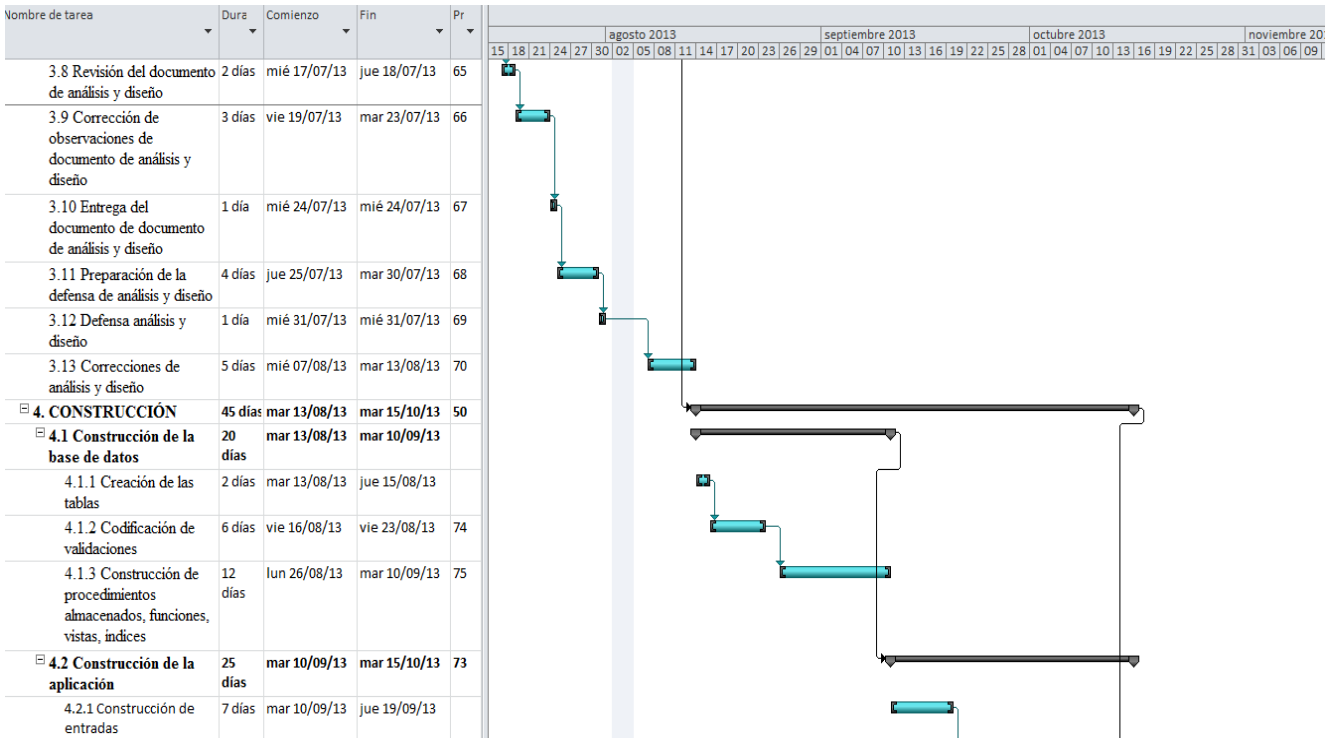 Nombre de tarea Dura Comienzo Fin Pr
agosto 2013 septiembre 2013 octubre 2013 noviembre 201
15 18 21 24 27 30 02 05 08 11 14 17 20 23 26 29 01 04 07 10 13 16 19 22 25 28 01 04 07 10 13 16 19 22 25 28 31 03 06 09
3.8 Revisión del documento 2 días mié 17/07/13 jue 18/07/13 65
de análisis y diseño
3.9 Corrección de 3 días vie 19/07/13 mar 23/07/13 66
observaciones de
documento de análisis y
diseño
3.10 Entrega del 1 día mié 24/07/13 mié 24/07/13 67
documento de documento
de análisis y diseño
3.11 Preparación de la 4 días jue 25/07/13 mar 30/07/13 68
defensa de análisis y diseño
3.12 Defensa análisis y 1 día mié 31/07/13 mié 31/07/13 69
diseño
3.13 Correcciones de 5 días mié 07/08/13 mar 13/08/13 70
análisis y diseño
4. CONSTRUCCIÓN 45 días mar 13/08/13 mar 15/10/13 50
4.1 Construcción de la 20 mar 13/08/13 mar 10/09/13
base de datos días
4.1.1 Creación de las 2 días mar 13/08/13 jue 15/08/13
tablas
4.1.2 Codificación de 6 días vie 16/08/13 vie 23/08/13 74
validaciones
4.1.3 Construcción de 12 lun 26/08/13 mar 10/09/13 75
procedimientos días
almacenados, funciones,
vistas, indices
4.2 Construcción de la 25 mar 10/09/13 mar 15/10/13 73
aplicación días
4.2.1 Construcción de 7 días mar 10/09/13 jue 19/09/13
entradas